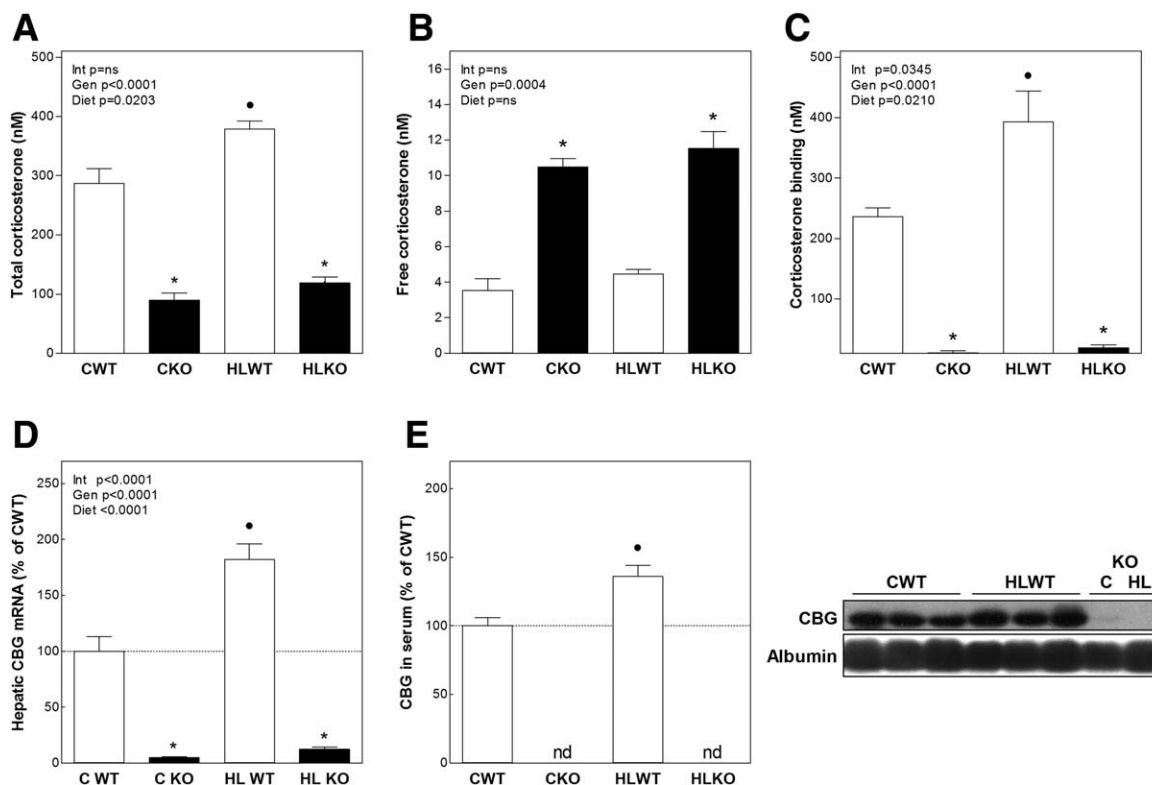 A
500
400
300
200
100
0
Total corticosterone (nM)
Int p=ns
Gen p<0.0001
Diet p=0.0203
•
*
*
CWT CKO HLWT HLKO
B
16
14
12
10
8
6
4
2
0
Free corticosterone (nM)
Int p=ns
Gen p=0.0004
Diet p=ns
*
*
CWT CKO HLWT HLKO
C
500
400
300
200
100
Corticosterone binding (nM)
Int p=0.0345
Gen p<0.0001
Diet p=0.0210
•
*
*
CWT CKO HLWT HLKO
D
250
200
150
100
50
0
Hepatic CBG mRNA (% of CWT)
Int p<0.0001
Gen p<0.0001
Diet <0.0001
•
*
*
C WT C KO HL WT HL KO
E
200
150
100
50
0
CBG in serum (% of CWT)
•
nd nd
CWT CKO HLWT HLKO
KO
CWT HLWT C HL
CBG
Albumin